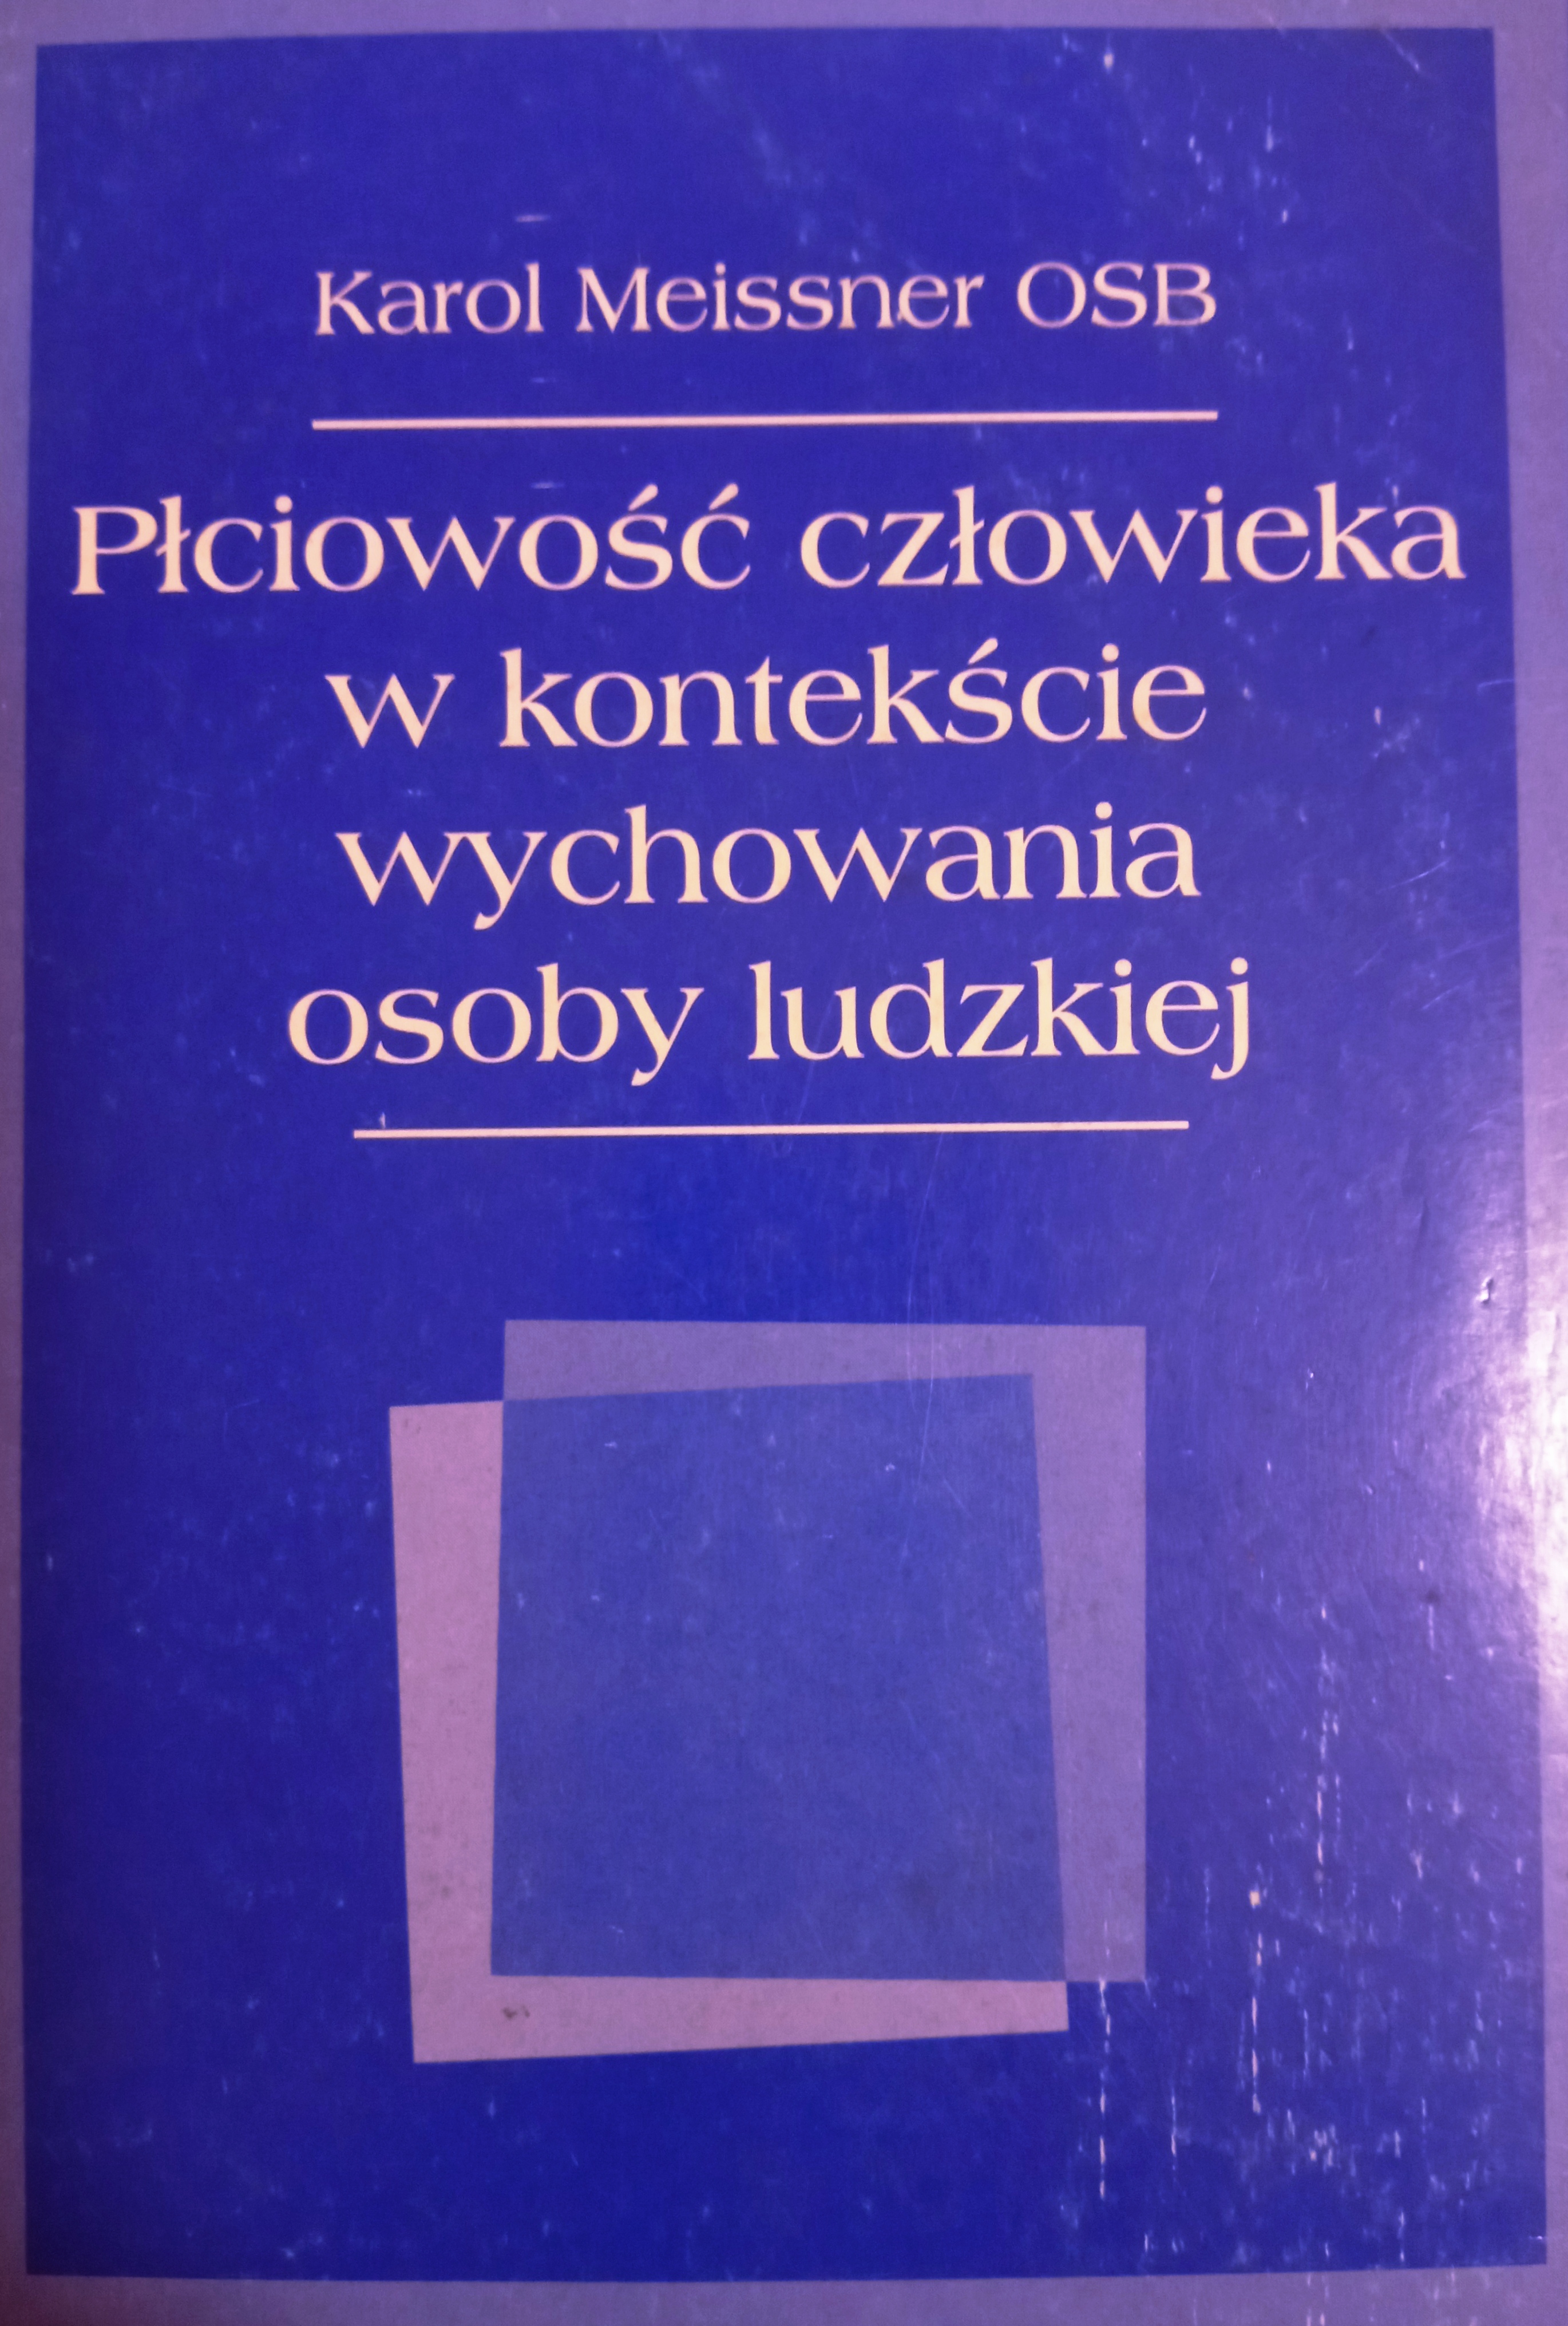 Karol Meissner OSB
Płciowość człowieka
w kontekście
wychowania
osoby ludzkiej